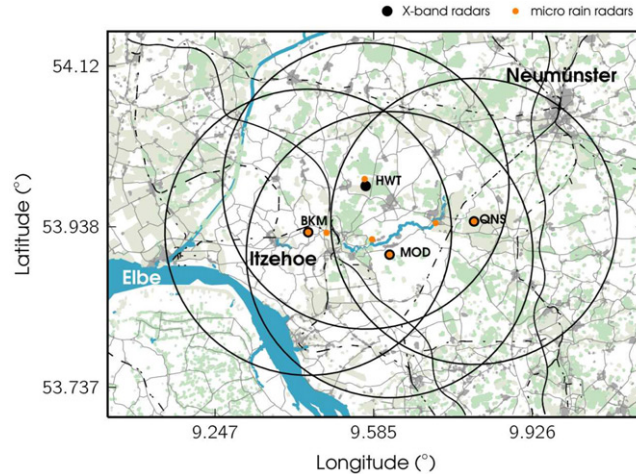 X-band radars
micro rain radars
54.12
53.938
53.737
Latitude (°)
Neumünster
HWT
BKM
QNS
MOD
Itzehoe
Elbe
9.247
9.585
9.926
Longitude (°)